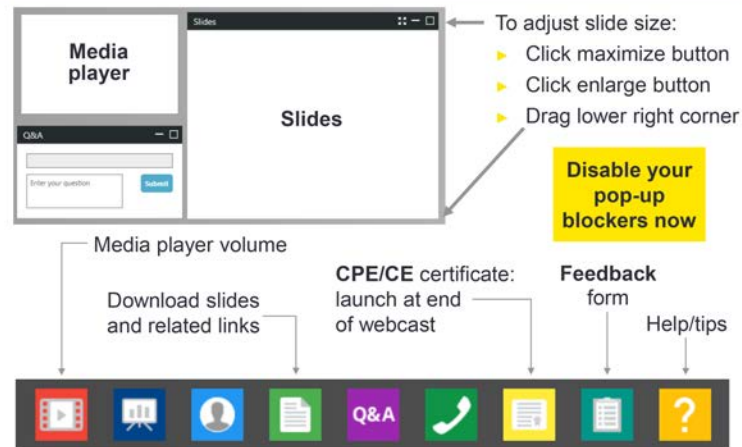 Media
player
Slides
Slides
Q&A
Enter your question
Submit
To adjust slide size:
Click maximize button
Click enlarge button
Drag lower right corner
Disable your
pop-up
blockers now
Media player volume
Download slides
and related links
CPE/CE certificate:
launch at end
of webcast
Feedback
form
Help/tips
Q&A
?